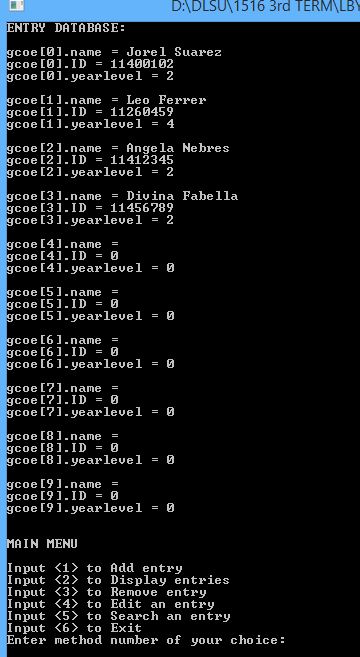 D:\DLSU\1516 3rd TERM\LBY
ENTRY DATABASE:
gcoe[0].name = Jorel Suarez
gcoe[0].ID = 11400102
gcoe[0].yearlevel = 2
gcoe[1].name = Leo Ferrer
gcoe[1].ID = 11260459
gcoe[1].yearlevel = 4
gcoe[2].name = Angela Nebres
gcoe[2].ID = 11412345
gcoe[2].yearlevel = 2
gcoe[3].name = Divina Fabella
gcoe[3].ID = 11456789
gcoe[3].yearlevel = 2
gcoe[4].name =
gcoe[4].ID = 0
gcoe[4].yearlevel = 0
gcoe[5].name =
gcoe[5].ID = 0
gcoe[5].yearlevel = 0
gcoe[6].name =
gcoe[6].ID = 0
gcoe[6].yearlevel = 0
gcoe[7].name =
gcoe[7].ID = 0
gcoe[7].yearlevel = 0
gcoe[8].name =
gcoe[8].ID = 0
gcoe[8].yearlevel = 0
gcoe[9].name =
gcoe[9].ID = 0
gcoe[9].yearlevel = 0
MAIN MENU
Input <1> to Add entry
Input <2> to Display entries
Input <3> to Remove entry
Input <4> to Edit an entry
Input <5> to Search an entry
Input <6> to Exit
Enter method number of your choice: